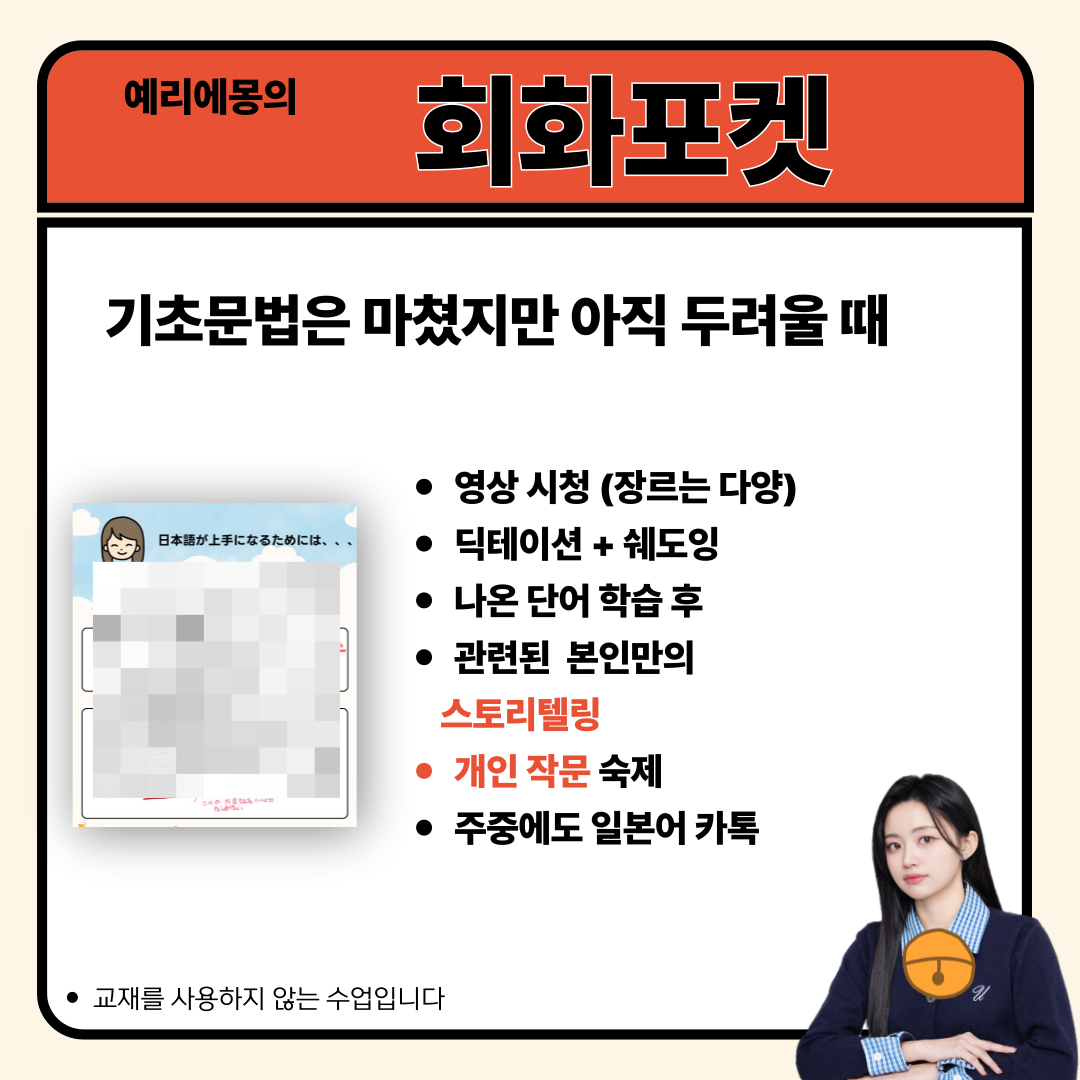 예리에몽의
회화포켓
기초문법은 마쳤지만 아직 두려울 때
日本語が上手になるためには、、、
영상 시청 (장르는 다양)
딕테이션 + 쉐도잉
나온 단어 학습 후
관련된 본인만의
스토리텔링
개인 작문 숙제
주중에도 일본어 카톡
교재를 사용하지 않는 수업입니다